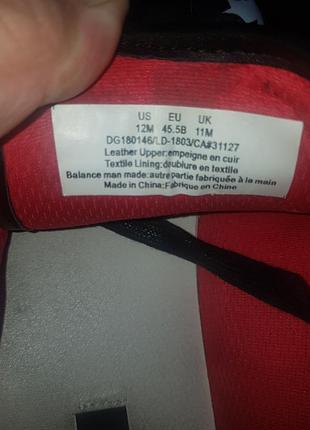 US EU UK
12M 45.5B 11M
DG180146/LD-1803/CA#31127
Leather Upper:empeigne en cuir
Textile Lining:doublure en textile
Balance man made:autre partie fabriquée à la main
Made in China:Fabrique en Chine